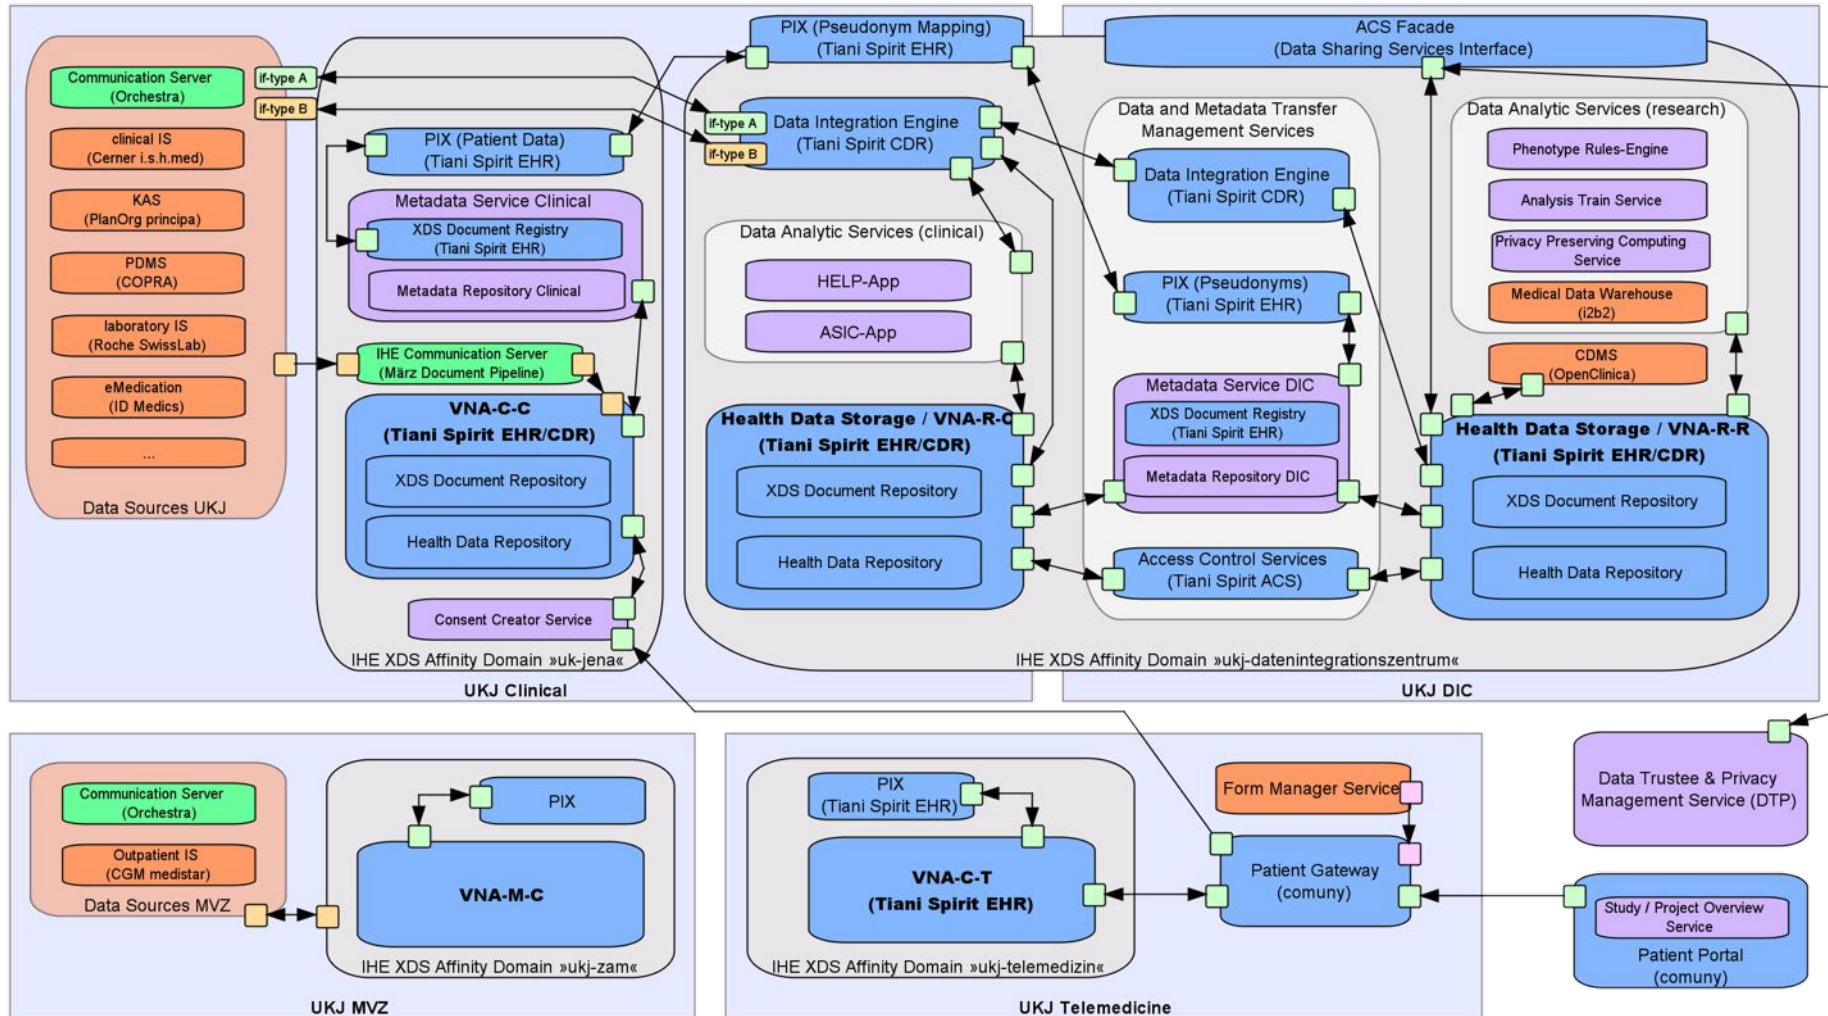 Communication Server
(Orchestra)
if-type A
if-type B
clinical IS
(Cerner i.s.h.med)
KAS
(PlanOrg principa)
PDMS
(COPRA)
laboratory IS
(Roche SwissLab)
eMedication
(ID Medics)
...
Data Sources UKJ
PIX (Patient Data)
(Tiani Spirit EHR)
Metadata Service Clinical
XDS Document Registry
(Tiani Spirit EHR)
Metadata Repository Clinical
IHE Communication Server
(März Document Pipeline)
VNA-C-C
(Tiani Spirit EHR/CDR)
XDS Document Repository
Health Data Repository
Consent Creator Service
IHE XDS Affinity Domain »uk-jena«
UKJ Clinical
PIX (Pseudonym Mapping)
(Tiani Spirit EHR)
if-type A
if-type B
Data Integration Engine
(Tiani Spirit CDR)
Data Analytic Services (clinical)
HELP-App
ASIC-App
Health Data Storage / VNA-R-C
(Tiani Spirit EHR/CDR)
XDS Document Repository
Health Data Repository
ACS Facade
(Data Sharing Services Interface)
Data and Metadata Transfer
Management Services
Data Integration Engine
(Tiani Spirit CDR)
PIX (Pseudonyms)
(Tiani Spirit EHR)
Metadata Service DIC
XDS Document Registry
(Tiani Spirit EHR)
Metadata Repository DIC
Access Control Services
(Tiani Spirit ACS)
Data Analytic Services (research)
Phenotype Rules-Engine
Analysis Train Service
Privacy Preserving Computing
Service
Medical Data Warehouse
(i2b2)
CDMS
(OpenClinica)
Health Data Storage / VNA-R-R
(Tiani Spirit EHR/CDR)
XDS Document Repository
Health Data Repository
IHE XDS Affinity Domain »ukj-datenintegrationszentrum«
UKJ DIC
Communication Server
(Orchestra)
Outpatient IS
(CGM medistar)
Data Sources MVZ
PIX
VNA-M-C
IHE XDS Affinity Domain »ukj-zam«
UKJ MVZ
PIX
(Tiani Spirit EHR)
VNA-C-T
(Tiani Spirit EHR)
IHE XDS Affinity Domain »ukj-telemedizin«
Form Manager Service
Patient Gateway
(comuny)
UKJ Telemedicine
Data Trustee & Privacy
Management Service (DTP)
Study / Project Overview
Service
Patient Portal
(comuny)